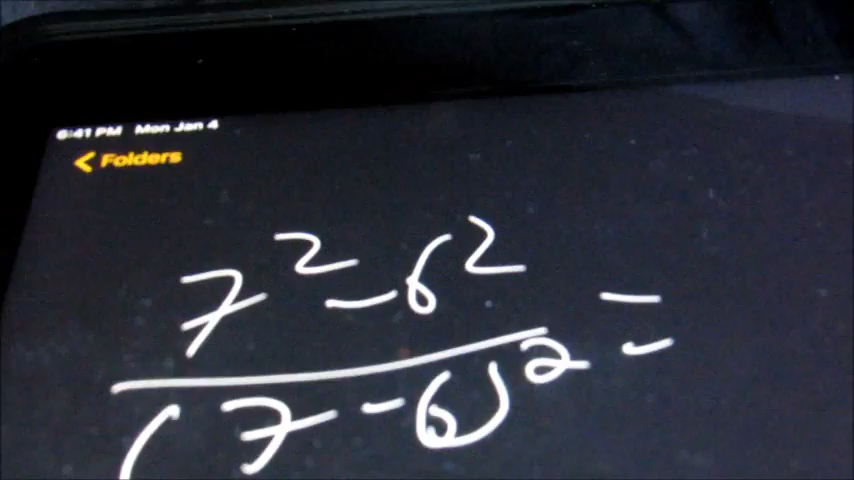 6:41 PM Mon Jan 4
< Folders
7² - 6²
(7 - 6)² =